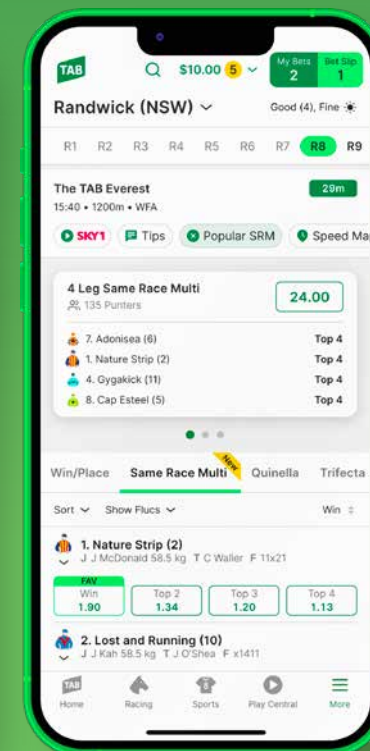 TAB
$10.00 5
My Bets
2
Bet Slip
1
Randwick (NSW)
Good (4), Fine
R1 R2 R3 R4 R5 R6 R7 R8 R9
The TAB Everest
29m
15:40 • 1200m • WFA
SKY1 Tips Popular SRM Speed Ma
4 Leg Same Race Multi
24.00
135 Punters
7. Adonisea (6) Top 4
1. Nature Strip (2) Top 4
4. Gygakick (11) Top 4
8. Cap Esteel (5) Top 4
New
Win/Place Same Race Multi Quinella Trifecta
Sort Show Flucs Win
1. Nature Strip (2)
J J McDonald 58.5 kg T C Waller F 11x21
FAV
Win Top 2 Top 3 Top 4
1.90 1.34 1.20 1.13
2. Lost and Running (10)
J J Kah 58.5 kg T J O'Shea F x1411
TAB 8
Home Racing Sports Play Central More